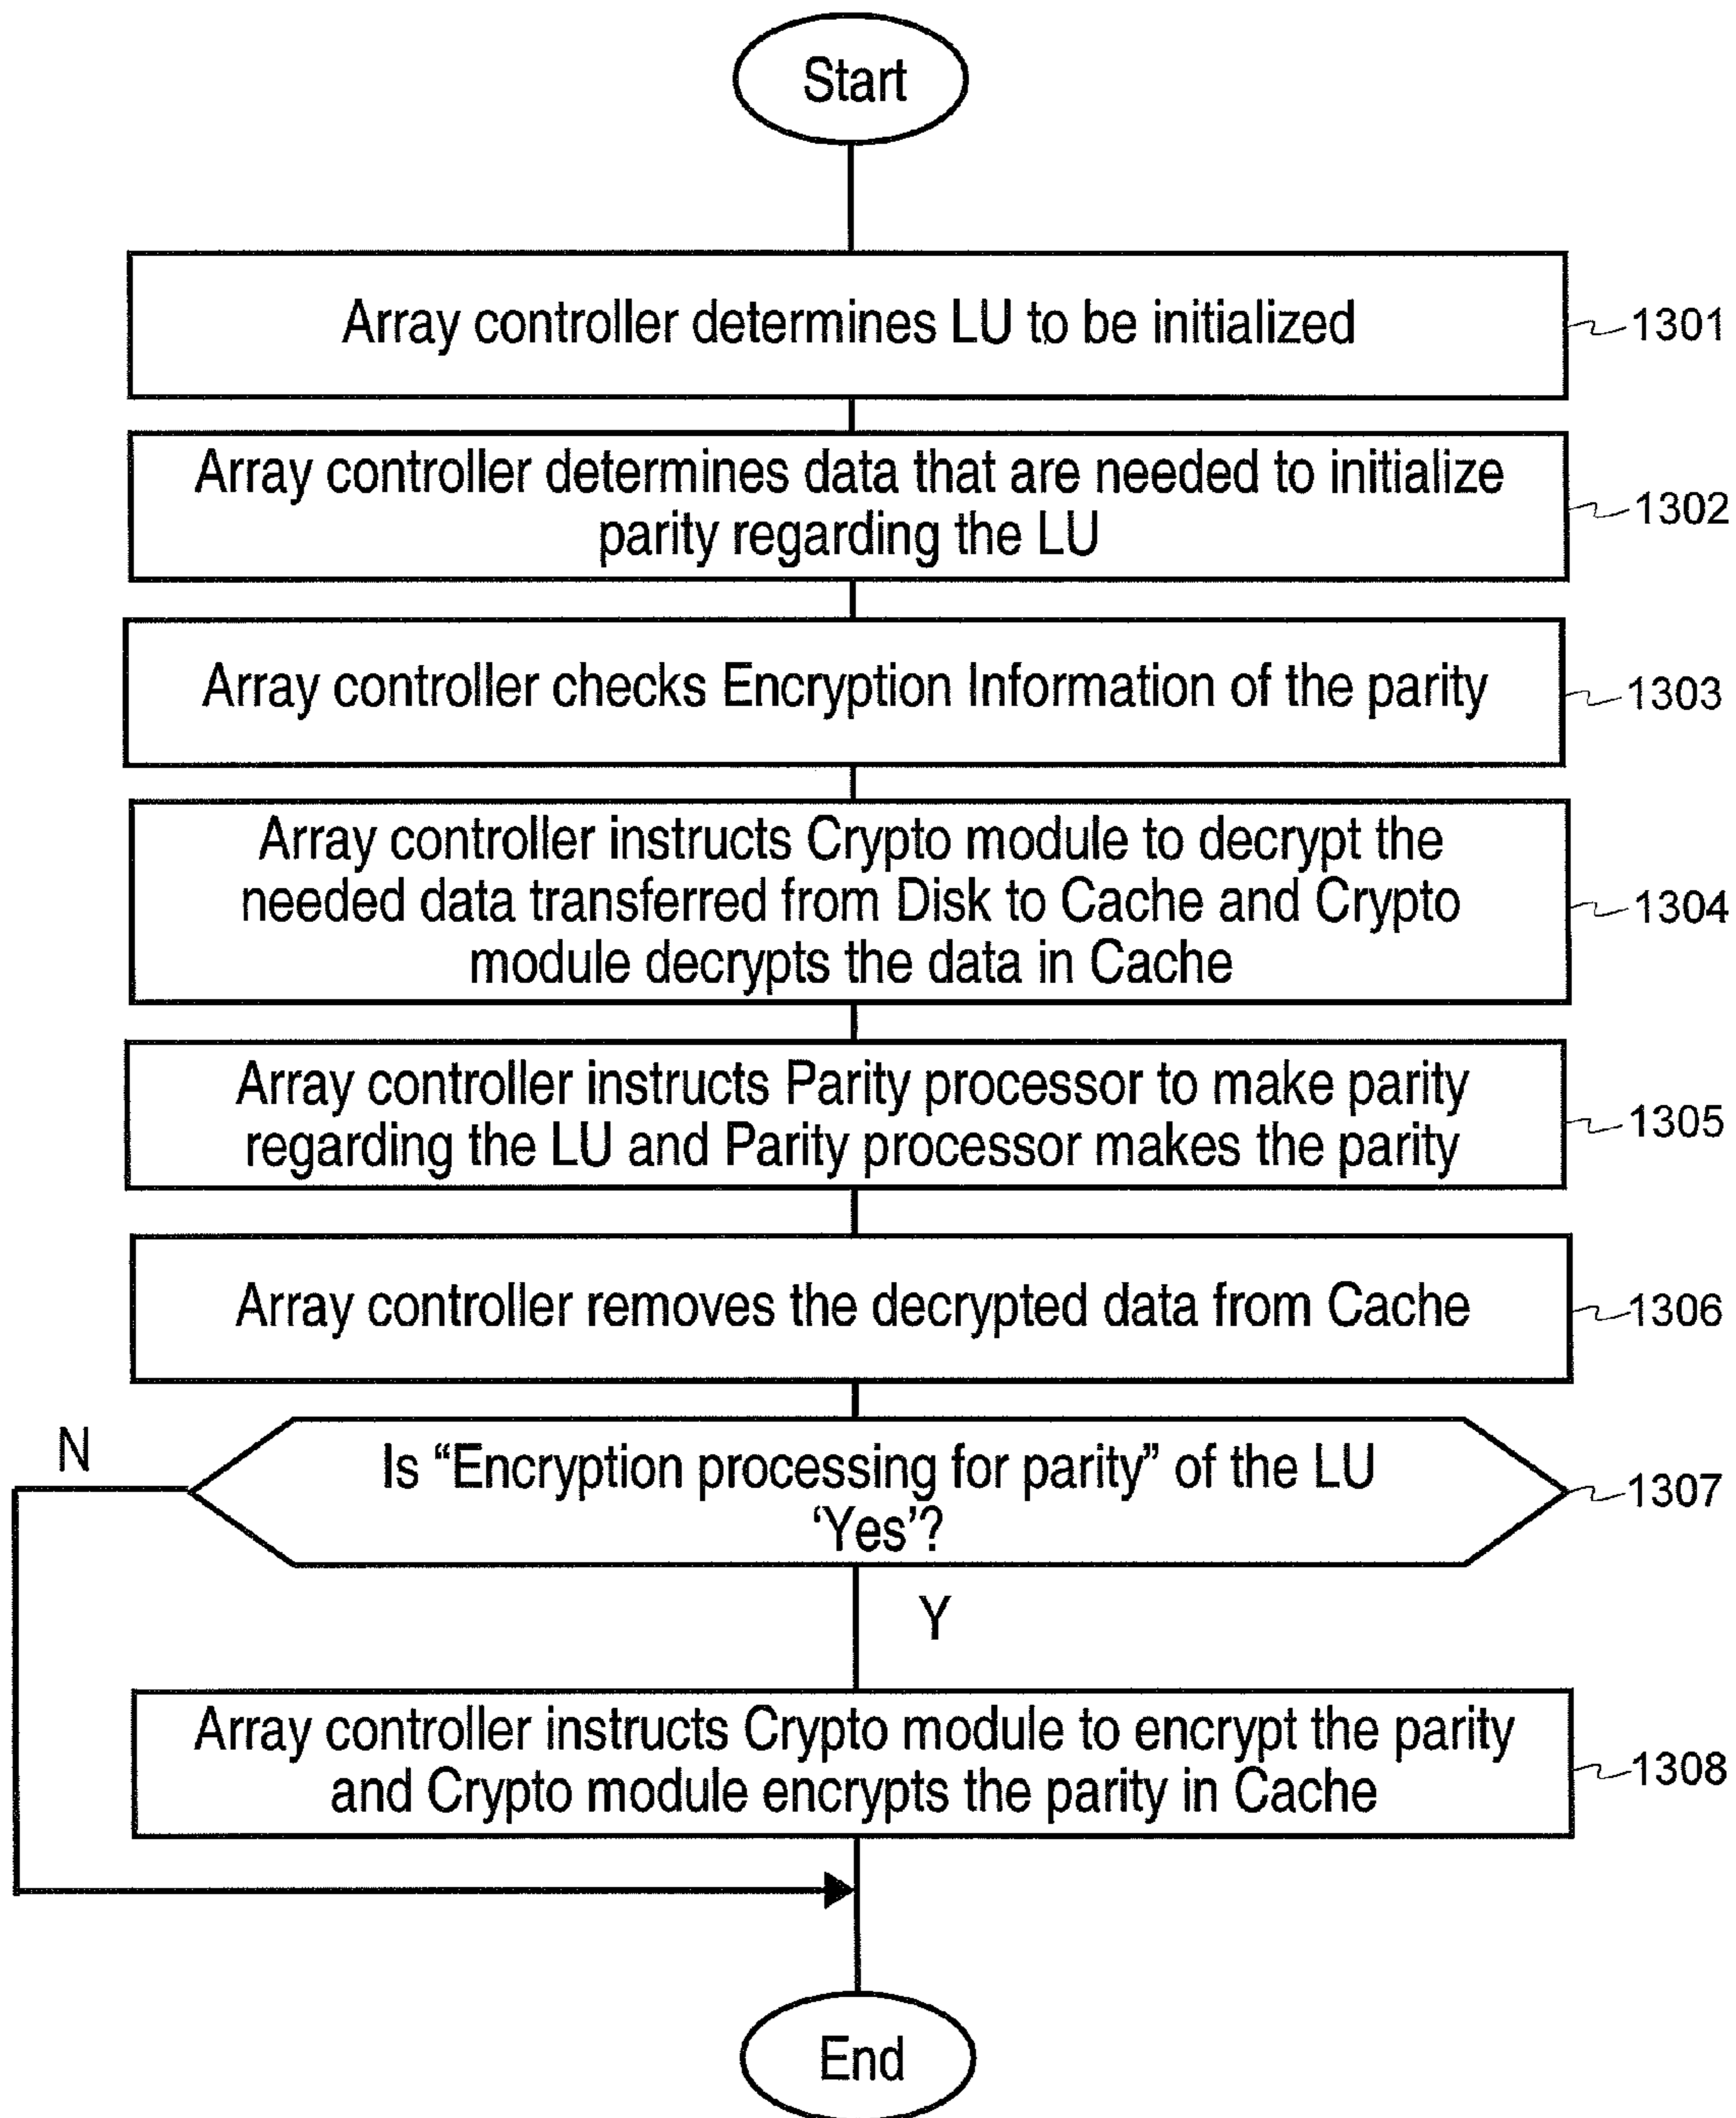 Start
Array controller determines LU to be initialized
1301
Array controller determines data that are needed to initialize
parity regarding the LU
1302
Array controller checks Encryption Information of the parity
1303
Array controller instructs Crypto module to decrypt the
needed data transferred from Disk to Cache and Crypto
module decrypts the data in Cache
1304
Array controller instructs Parity processor to make parity
regarding the LU and Parity processor makes the parity
1305
Array controller removes the decrypted data from Cache
1306
N
Is “Encryption processing for parity” of the LU
‘Yes’?
1307
Y
Array controller instructs Crypto module to encrypt the parity
and Crypto module encrypts the parity in Cache
1308
End